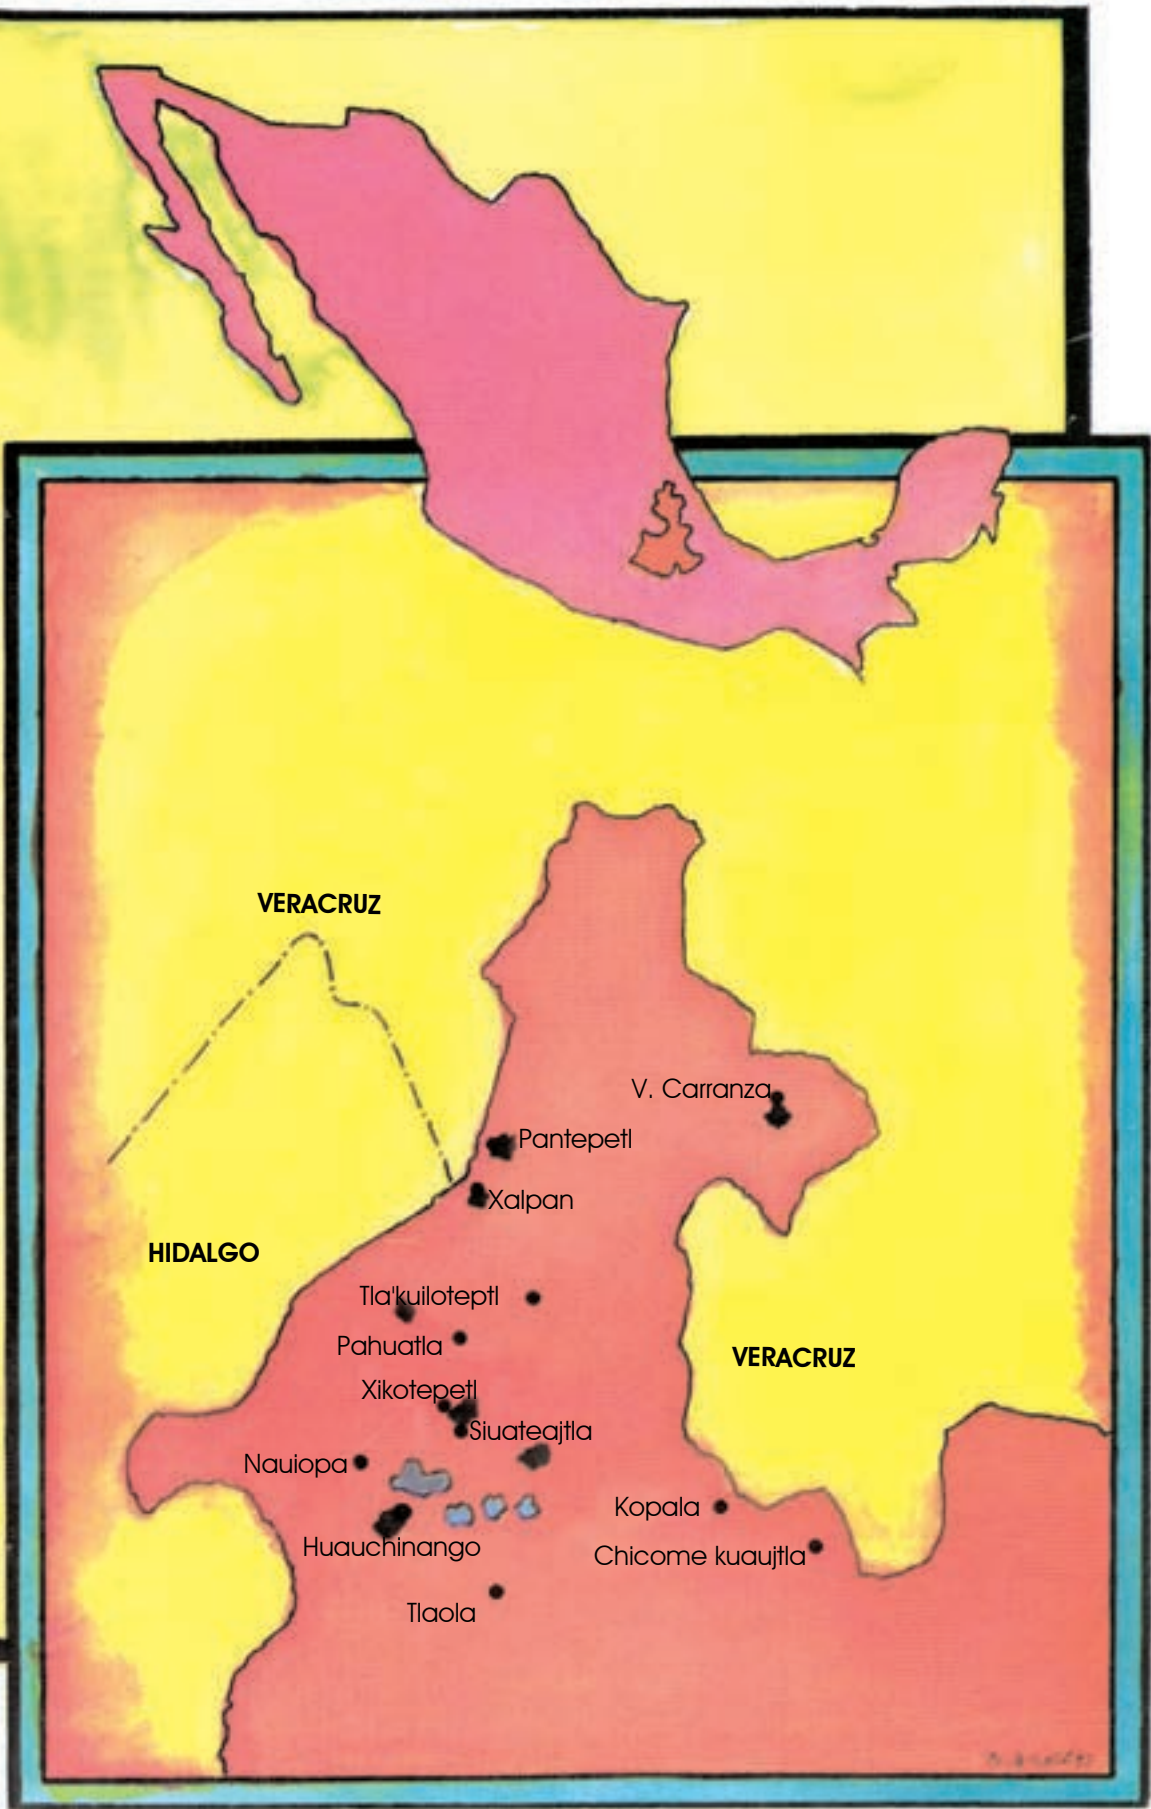 VERACRUZ
V. Carranza
Pantepetl
Xalpan
HIDALGO
Tla'kuiloteptl
Pahuatla
VERACRUZ
Xikotepetl
Siuateajtla
Nauiopa
Kopala
Huauchinango
Chicome kuaujtla
Tlaola